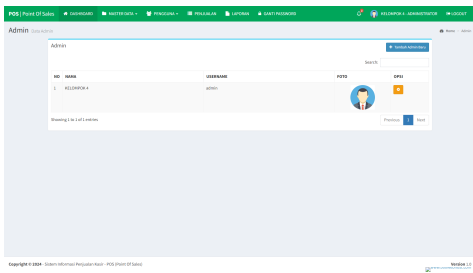 POS | Point Of Sales DASHBOARD MASTER DATA PENGGUNA PENJUALAN LAPORAN GANTI PASSWORD KELOMPOK 4 - ADMINISTRATOR LOGOUT
Admin Data Admin Home Admin
Admin
Tambah Admin Baru
Search:
NO NAMA USERNAME FOTO OPSI
1 KELOMPOK 4 admin
Showing 1 to 1 of 1 entries Previous 1 Next
Copyright © 2024 - Sistem Informasi Penjualan Kasir - POS (Point Of Sales) Version 1.0